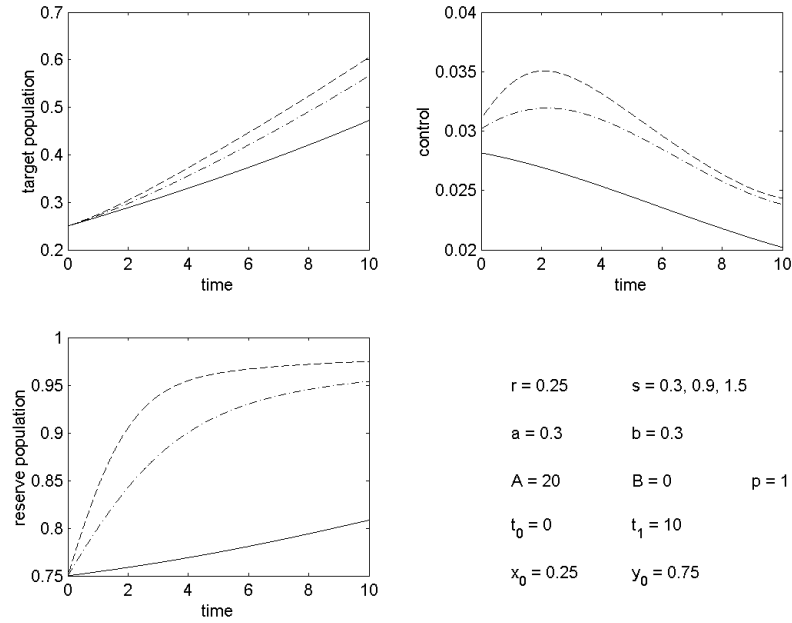 0.7
0.6
0.5
0.4
0.3
0.2
target population
0 2 4 6 8 10
time
0.04
0.035
0.03
0.025
0.02
control
0 2 4 6 8 10
time
1
0.95
0.9
0.85
0.8
0.75
reserve population
0 2 4 6 8 10
time
r = 0.25 s = 0.3, 0.9, 1.5
a = 0.3 b = 0.3
A = 20 B = 0 p = 1
t₀ = 0 t₁ = 10
x₀ = 0.25 y₀ = 0.75